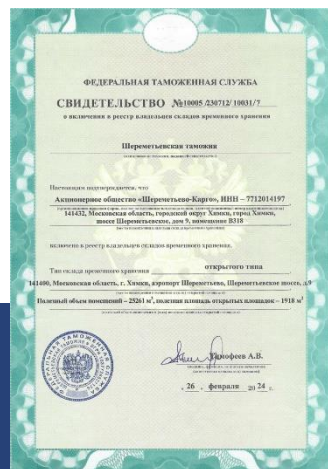 ФЕДЕРАЛЬНАЯ ТАМОЖЕННАЯ СЛУЖБА
СВИДЕТЕЛЬСТВО №10005/230712/10031/7
о включении в реестр владельцев складов временного хранения
Шереметьевская таможня
Настоящим подтверждается, что
Акционерное общество «Шереметьево-Карго», ИНН – 7712014197
141432, Московская область, городской округ Химки, город Химки,
шоссе Шереметьевское, дом 9, помещение В318
включено в реестр владельцев складов временного хранения.
Тип склада временного хранения открытого типа
141400, Московская область, г. Химки, аэропорт Шереметьево, Шереметьевское шоссе, д.9
Полезный объем помещений – 25261 м³, полезная площадь открытых площадок – 1918 м²
Тимофеев А.В.
„ 26 „ февраля 20 24 г.